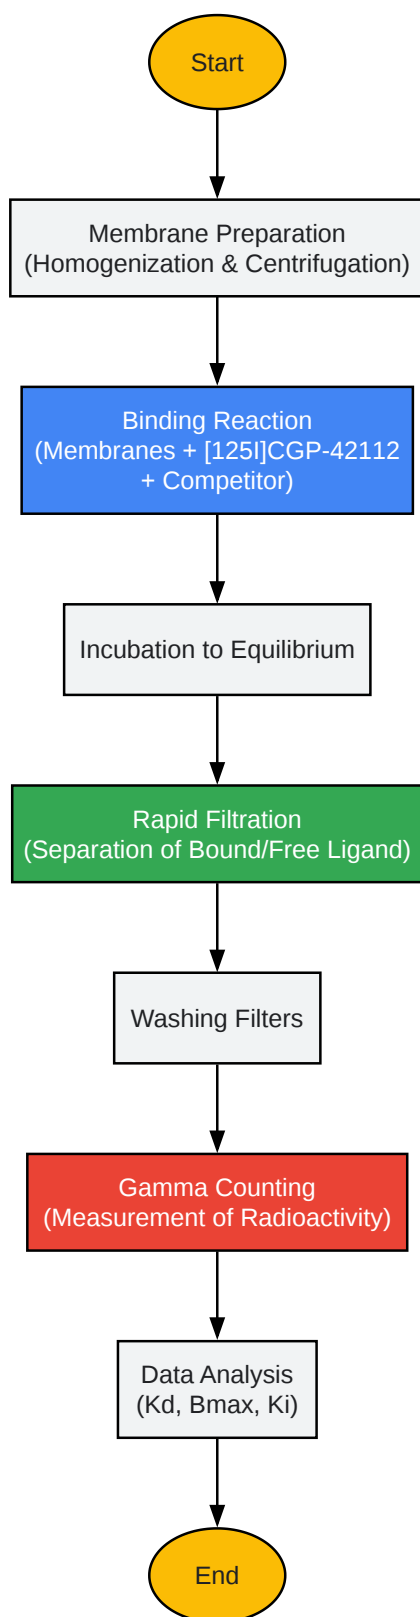 Start
Membrane Preparation
(Homogenization & Centrifugation)
Binding Reaction
(Membranes + [125I]CGP-42112
+ Competitor)
Incubation to Equilibrium
Rapid Filtration
(Separation of Bound/Free Ligand)
Washing Filters
Gamma Counting
(Measurement of Radioactivity)
Data Analysis
(Kd, Bmax, Ki)
End